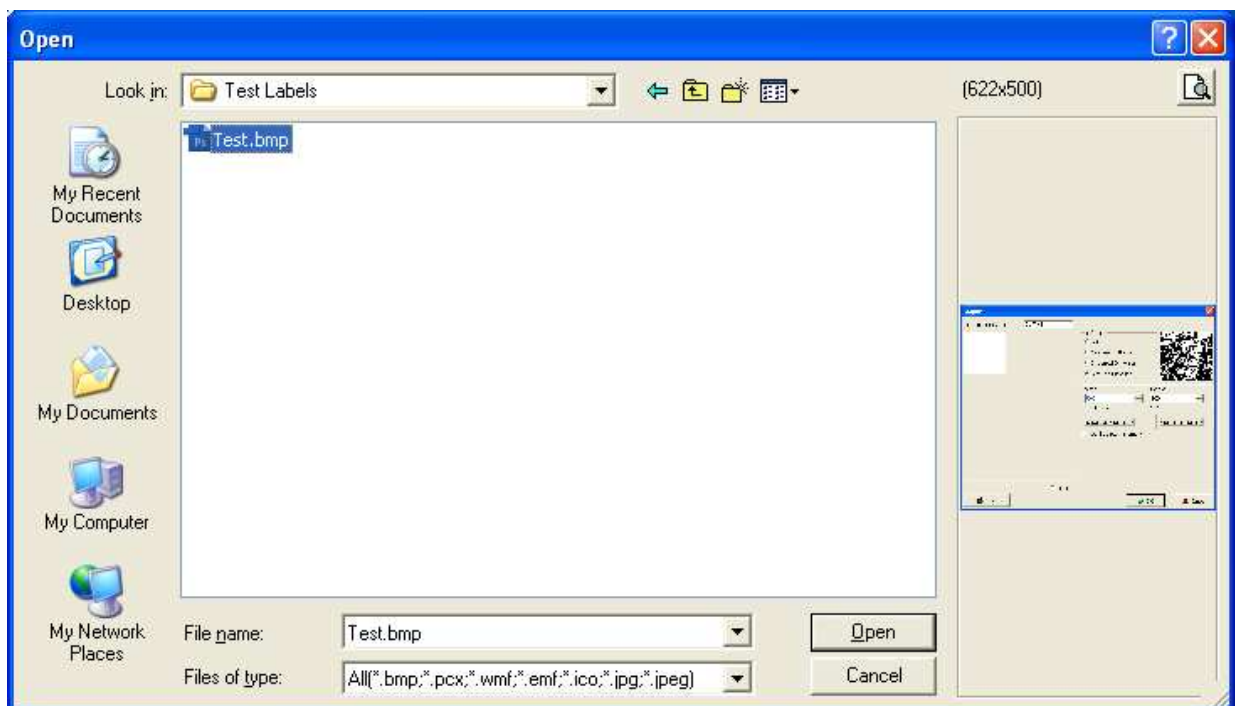 Open
Look in: Test Labels (622x500)
Test.bmp
My Recent
Documents
Desktop
My Documents
My Computer
My Network
Places
File name: Test.bmp Open
Files of type: All(*.bmp;*.pcx;*.wmf;*.emf;*.ico;*.jpg;*.jpeg) Cancel